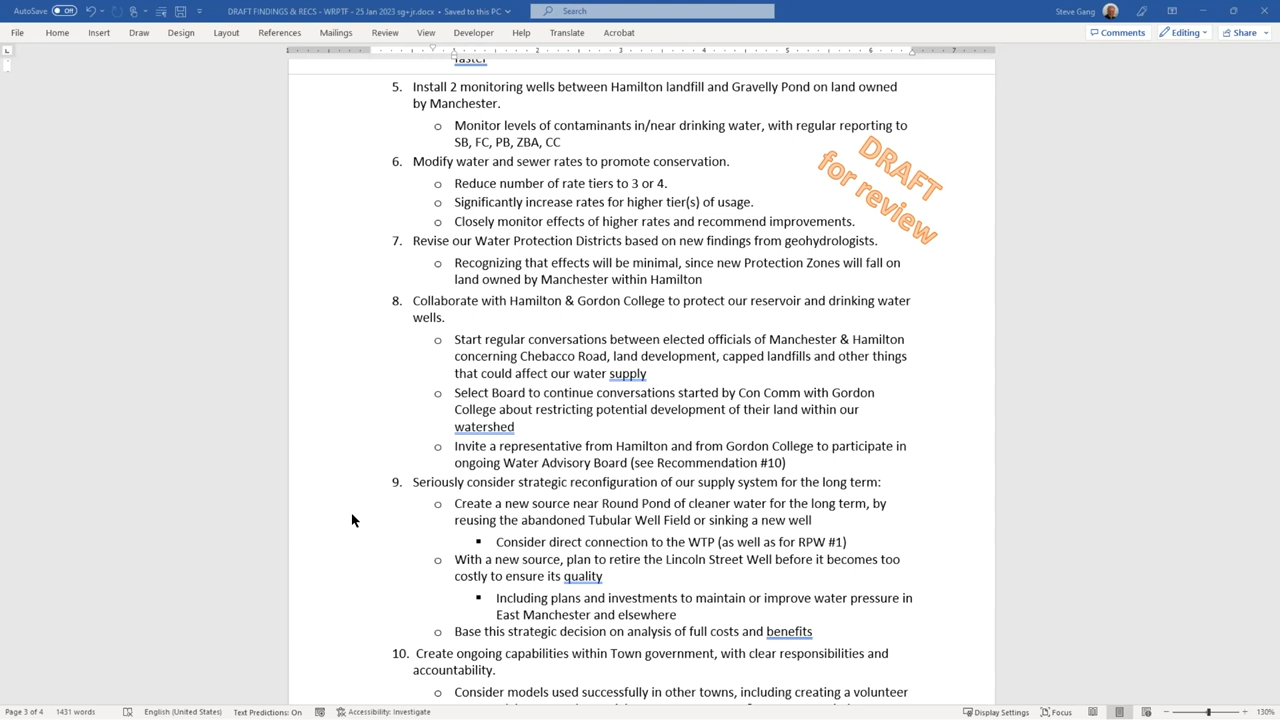 AutoSave Off DRAFT FINDINGS & RECS - WRPTF - 25 Jan 2023 sg+jr.docx • Saved to this PC Search Steve Gang
File Home Insert Draw Design Layout References Mailings Review View Developer Help Translate Acrobat Comments Editing Share
1 1 2 3 4 5 6 7
faster
5. Install 2 monitoring wells between Hamilton landfill and Gravelly Pond on land owned
by Manchester.
o Monitor levels of contaminants in/near drinking water, with regular reporting to
SB, FC, PB, ZBA, CC
DRAFT
for review
6. Modify water and sewer rates to promote conservation.
o Reduce number of rate tiers to 3 or 4.
o Significantly increase rates for higher tier(s) of usage.
o Closely monitor effects of higher rates and recommend improvements.
7. Revise our Water Protection Districts based on new findings from geohydrologists.
o Recognizing that effects will be minimal, since new Protection Zones will fall on
land owned by Manchester within Hamilton
8. Collaborate with Hamilton & Gordon College to protect our reservoir and drinking water
wells.
o Start regular conversations between elected officials of Manchester & Hamilton
concerning Chebacco Road, land development, capped landfills and other things
that could affect our water supply
o Select Board to continue conversations started by Con Comm with Gordon
College about restricting potential development of their land within our
watershed
o Invite a representative from Hamilton and from Gordon College to participate in
ongoing Water Advisory Board (see Recommendation #10)
9. Seriously consider strategic reconfiguration of our supply system for the long term:
o Create a new source near Round Pond of cleaner water for the long term, by
reusing the abandoned Tubular Well Field or sinking a new well
▪ Consider direct connection to the WTP (as well as for RPW #1)
o With a new source, plan to retire the Lincoln Street Well before it becomes too
costly to ensure its quality
▪ Including plans and investments to maintain or improve water pressure in
East Manchester and elsewhere
o Base this strategic decision on analysis of full costs and benefits
10. Create ongoing capabilities within Town government, with clear responsibilities and
accountability.
o Consider models used successfully in other towns, including creating a volunteer
Page 3 of 4 1431 words English (United States) Text Predictions: On Accessibility: Investigate Display Settings Focus 130%